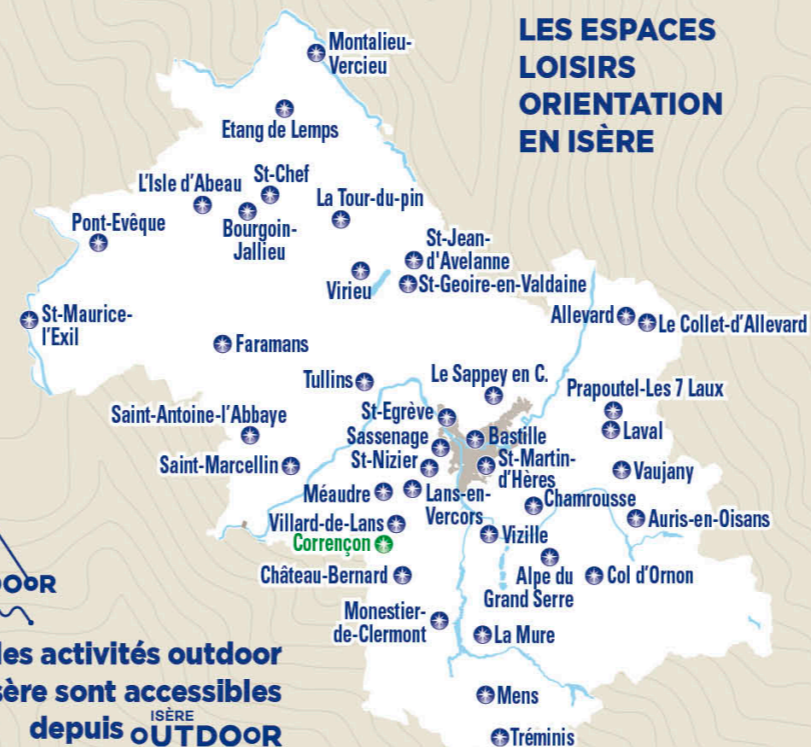 LES ESPACES
LOISIRS
ORIENTATION
EN ISÈRE
Montalieu-
Vercieu
Etang de Lemps
St-Chef
L'Isle d'Abeau
La Tour-du-pin
Pont-Evêque
Bourgoin-
Jallieu
St-Jean-
d'Avelanne
Virieu
St-Geoire-en-Valdaine
St-Maurice-
l'Exil
Allevard
Le Collet-d'Allevard
Faramans
Tullins
Le Sappey en C.
Prapoutel-Les 7 Laux
Saint-Antoine-l'Abbaye
St-Egrève
Laval
Sassenage
Bastille
Saint-Marcellin
St-Nizier
St-Martin-
d'Hères
Vaujany
Méaudre
Lans-en-
Vercors
Chamrousse
Villard-de-Lans
Auris-en-Oisans
Corrençon
Vizille
Château-Bernard
Alpe du
Grand Serre
Col d'Ornon
Monestier-
de-Clermont
La Mure
Mens
Tréminis
OOR
les activités outdoor
sère sont accessibles
depuis ISÈRE OUTDOOR